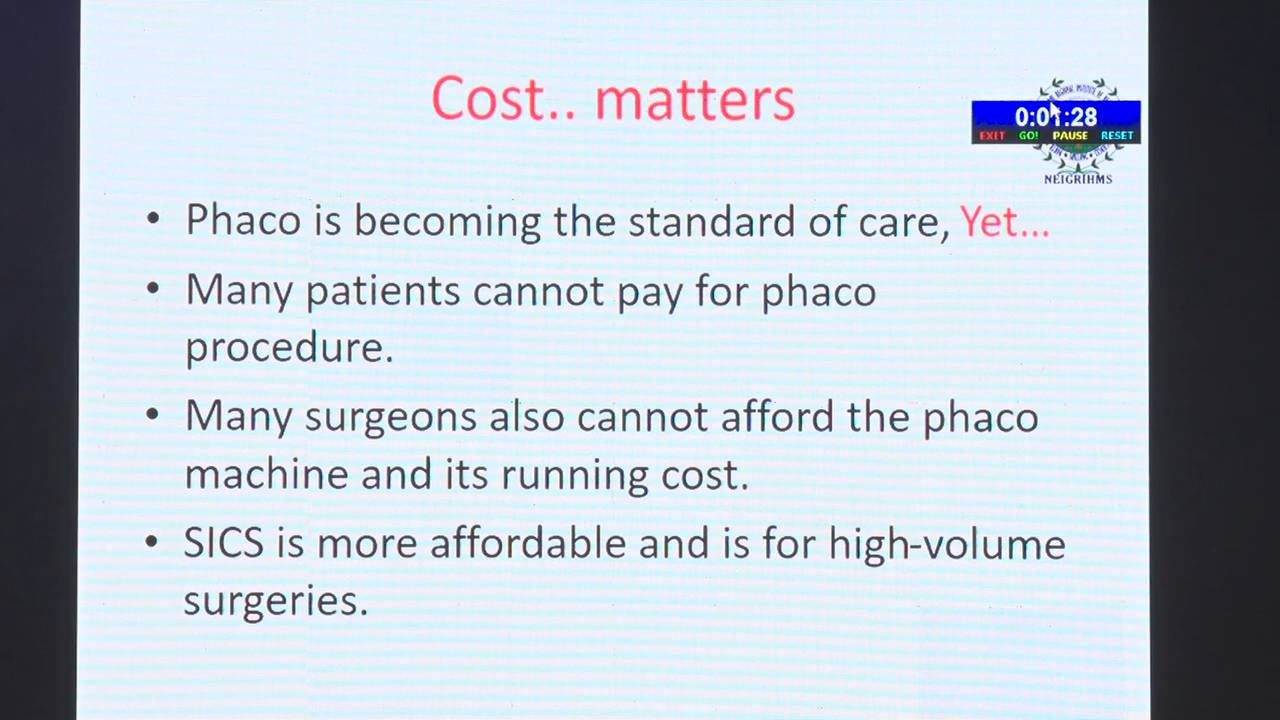 Cost.. matters
0:01:28
EXIT GO! PAUSE RESET
NEIGRIHMS
• Phaco is becoming the standard of care, Yet...
• Many patients cannot pay for phaco
procedure.
• Many surgeons also cannot afford the phaco
machine and its running cost.
• SICS is more affordable and is for high-volume
surgeries.